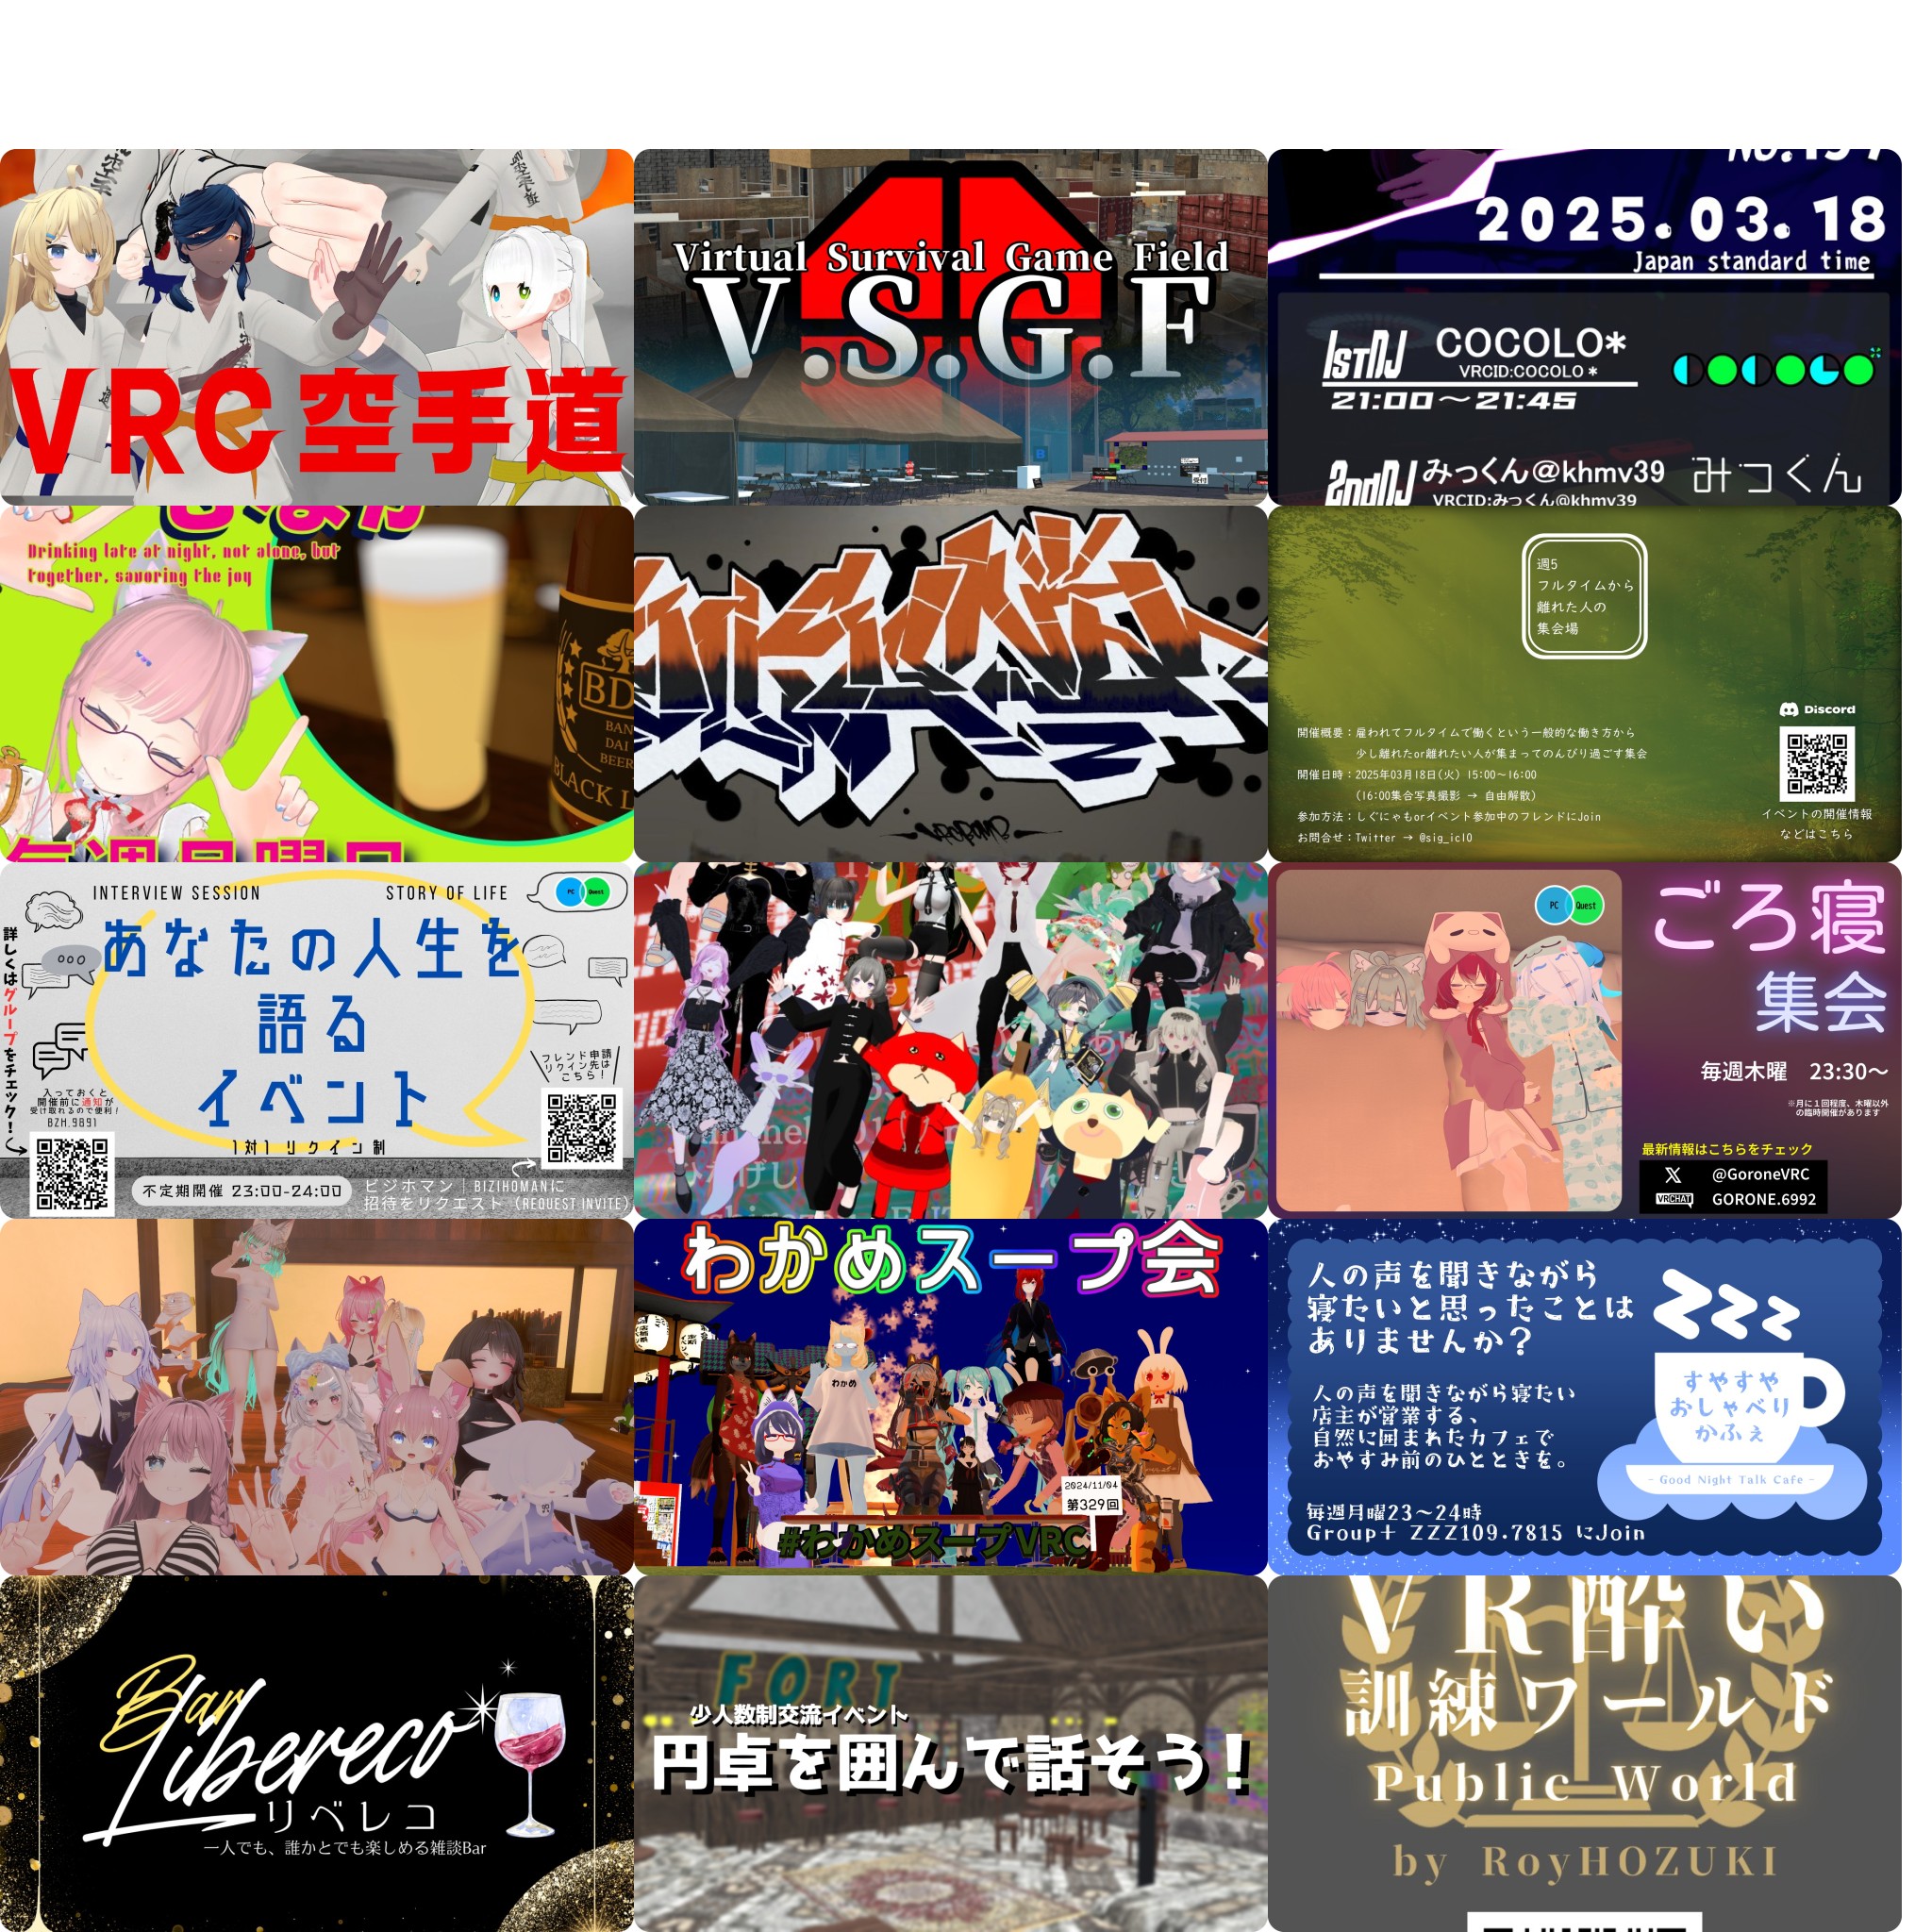 VRC空手道
Virtual Survival Game Field
V.S.G.F
2025.03.18
Japan standard time
1stDJ
COCOLO*
VRCID:COCOLO *
21:00〜21:45
2ndDJ
みっくん@khmv39
VRCID:みっくん@khmv39
みっくん
Drinking late at night, not alone, but
together, savoring the joy
毎週月曜日
週5
フルタイムから
離れた人の
集会場
開催概要:雇われてフルタイムで働くという一般的な働き方から
少し離れたor離れたい人が集まってのんびり過ごす集会
開催日時:2025年03月18日(火) 15:00~16:00
(16:00集合写真撮影 → 自由解散)
参加方法:しぐにゃもorイベント参加中のフレンドにJoin
お問合せ:Twitter → @sig_icl0
Discord
イベントの開催情報
などはこちら
INTERVIEW SESSION
STORY OF LIFE
PC
Quest
あなたの人生を
語る
イベント
1対1リクイン制
詳しくはグループをチェック!
入っておくと
開催前に通知が
受け取れるので便利!
BZH.9891
フレンド申請
リクイン先は
こちら!
不定期開催 23:00-24:00
ビジホマン|BIZIHOMANに
招待をリクエスト(REQUEST INVITE)
PC
Quest
ごろ寝
集会
毎週木曜 23:30〜
※月に1回程度、木曜以外
の臨時開催があります
最新情報はこちらをチェック
X @GoroneVRC
VRCHAT GORONE.6992
わかめスープ会
わかめ
2024/11/04
第329回
#わかめスープVRC
人の声を聞きながら
寝たいと思ったことは
ありませんか?
人の声を聞きながら寝たい
店主が営業する、
自然に囲まれたカフェで
おやすみ前のひとときを。
毎週月曜23〜24時
Group+ ZZZ109.7815 にJoin
ZZZ
すやすや
おしゃべり
かふぇ
- Good Night Talk Cafe -
Bar
Libereco
リベレコ
一人でも、誰かとでも楽しめる雑談Bar
FORT
少人数制交流イベント
円卓を囲んで話そう!
VR酔い
訓練ワールド
Public World
by RoyHOZUKI